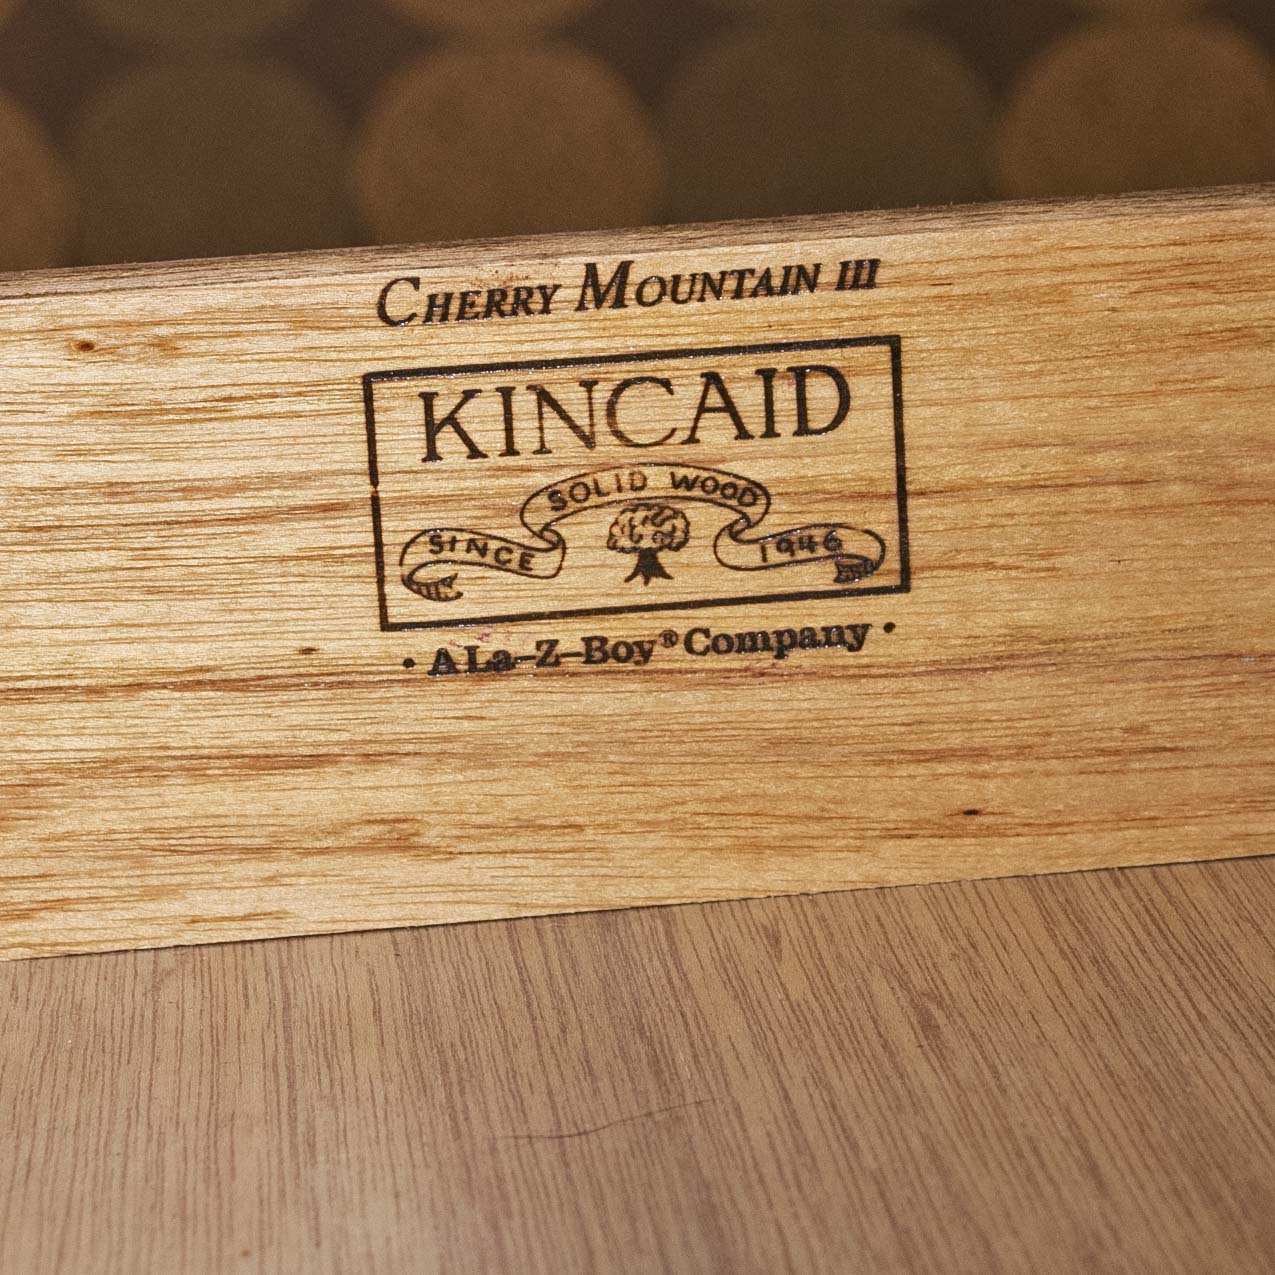 CHERRY MOUNTAIN III
KINCAID
SOLID WOOD
SINCE 1946
• A La–Z–Boy® Company •